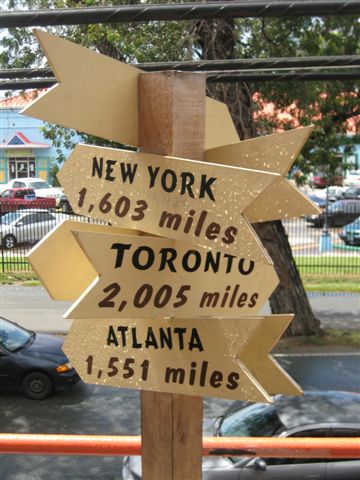 NEW YORK
1,603 miles
TORONTO
2,005 miles
ATLANTA
1,551 miles